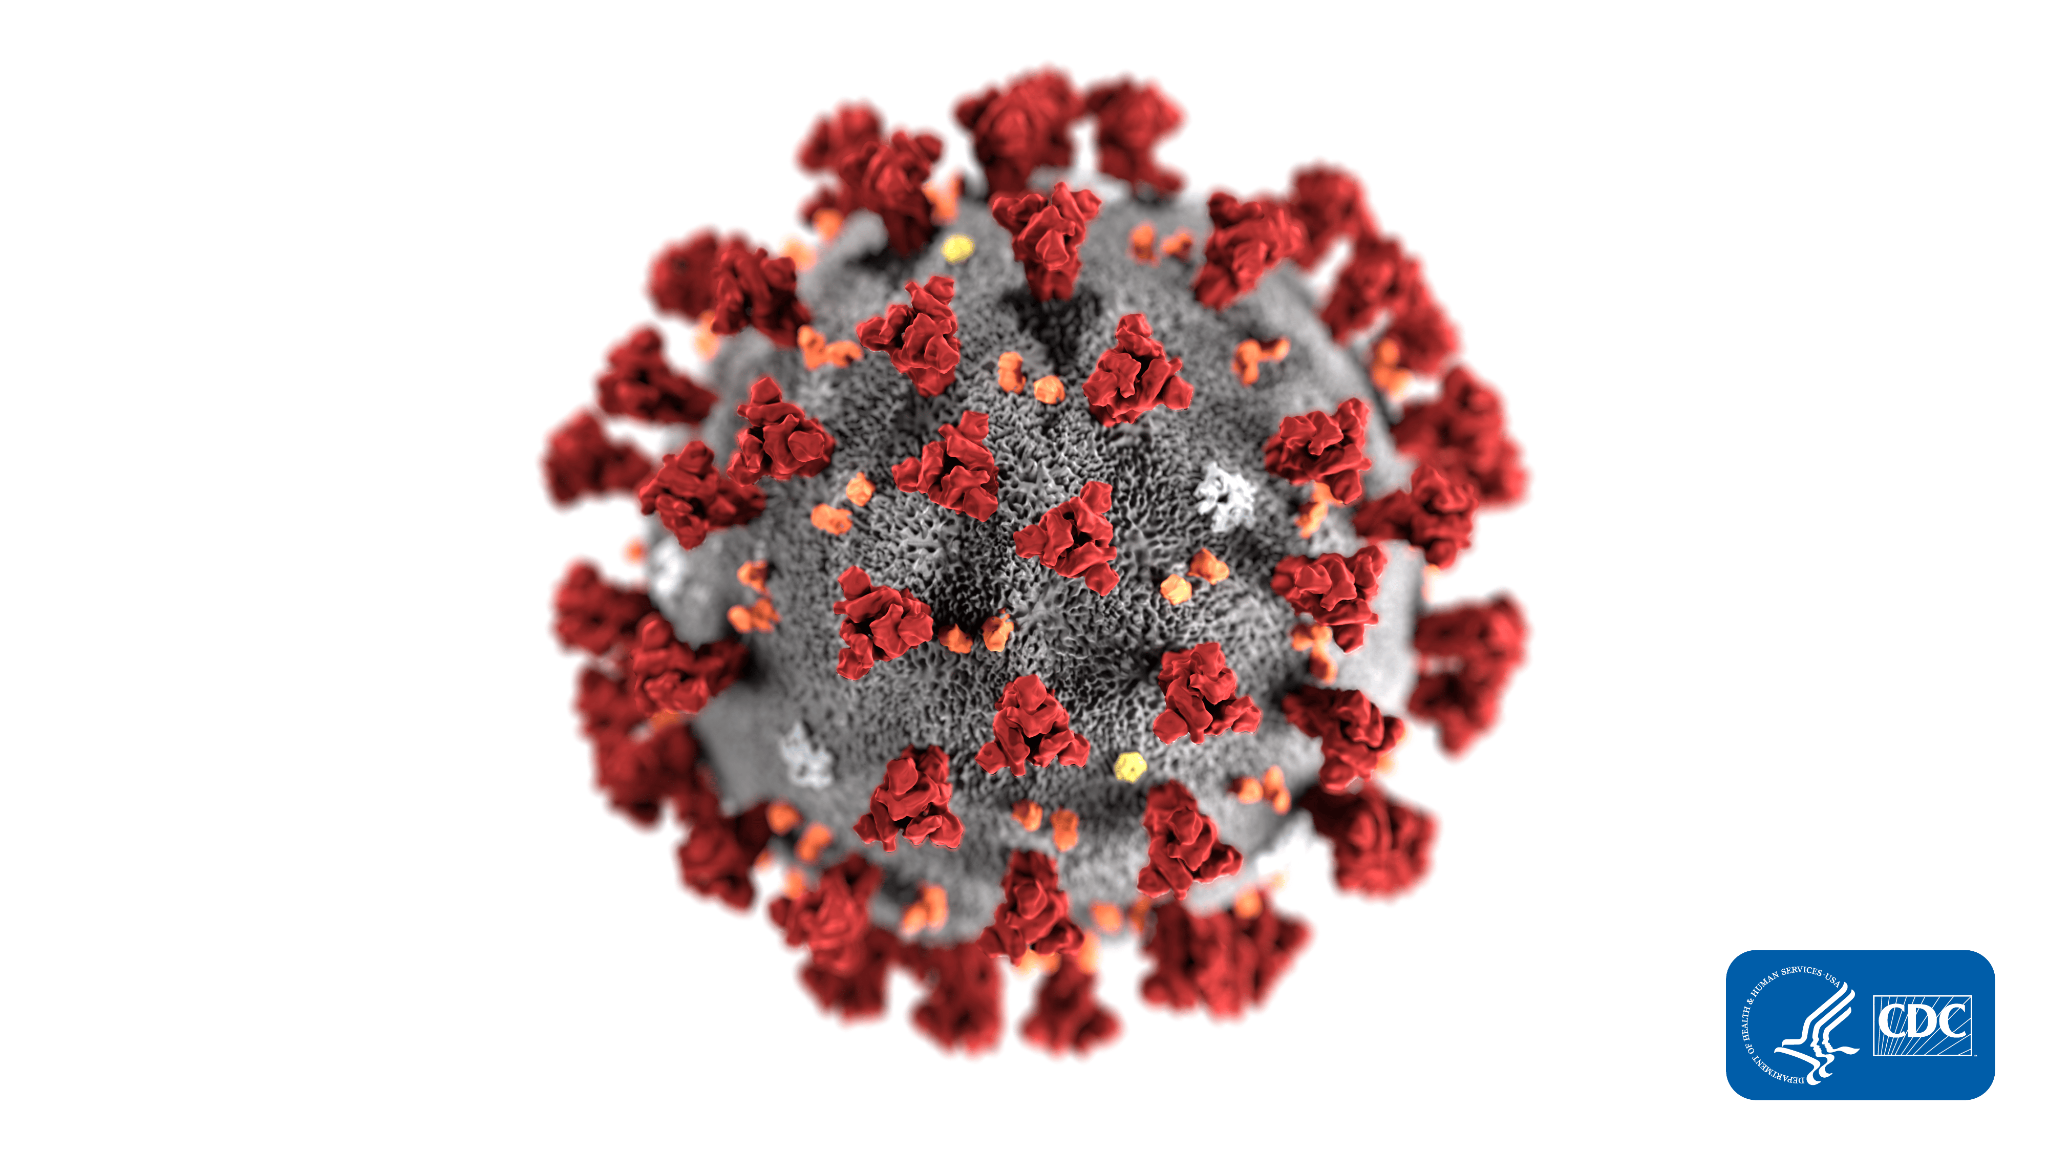 DEPARTMENT OF HEALTH & HUMAN SERVICES·USA
CDC